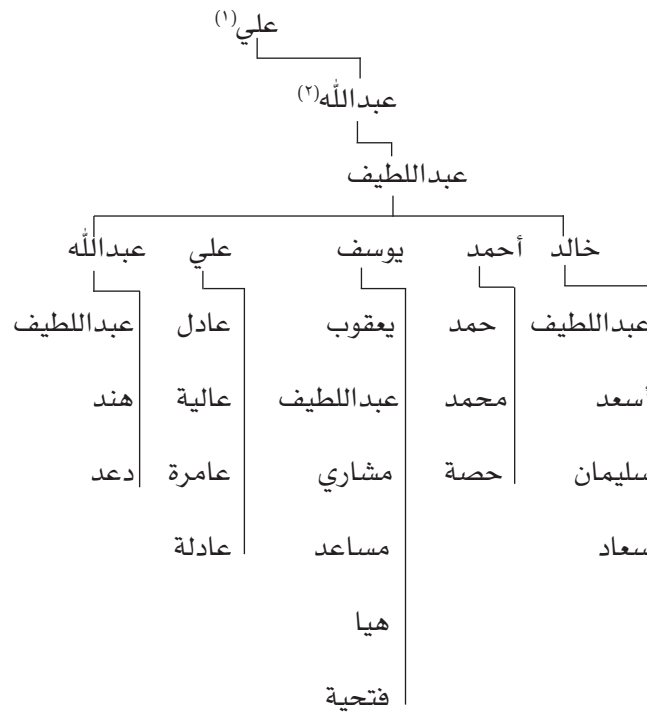 علي(١)
عبدالله(٢)
عبداللطيف
خالد أحمد يوسف علي عبدالله
عبداللطيف حمد يعقوب عادل عبداللطيف
أسعد محمد عبداللطيف عالية هند
سليمان حصة مشاري عامرة دعد
سعاد مساعد عادلة
هيا
فتحية